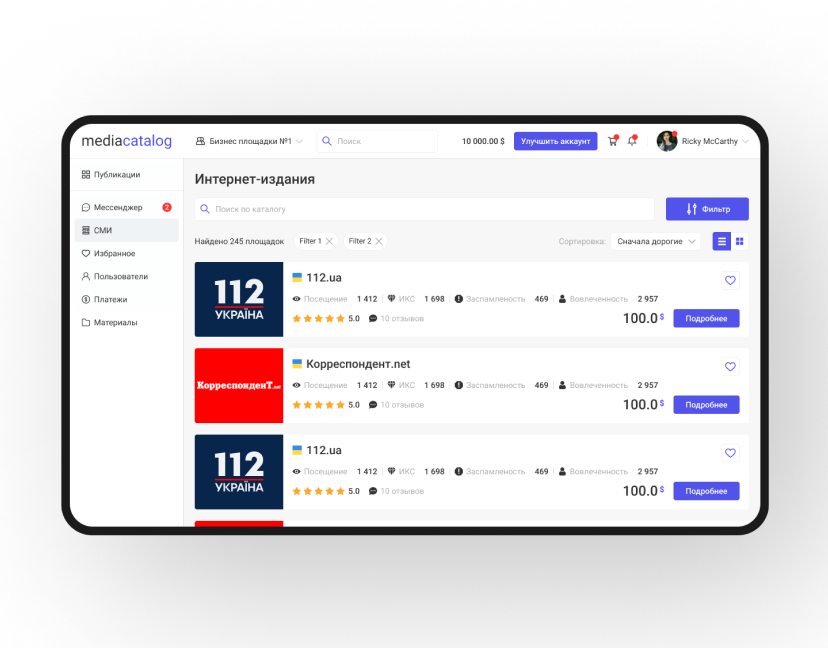 mediacatalog
Бизнес площадки №1
Поиск
10 000.00 $
Улучшить аккаунт
Ricky McCarthy
Публикации
Мессенджер 2
СМИ
Избранное
Пользователи
Платежи
Материалы
Интернет-издания
Поиск по каталогу
Фильтр
Найдено 245 площадок
Filter 1
Filter 2
Сортировка:
Сначала дорогие
112
УКРАЇНА
112.ua
Посещение 1 412 ИКС 1 698 Заспамленость 469 Вовлеченность 2 957
5.0 10 отзывов
100.0 $
Подробнее
КорреспонденТ.net
Корреспондент.net
Посещение 1 412 ИКС 1 698 Заспамленость 469 Вовлеченность 2 957
5.0 10 отзывов
100.0 $
Подробнее
112
УКРАЇНА
112.ua
Посещение 1 412 ИКС 1 698 Заспамленость 469 Вовлеченность 2 957
5.0 10 отзывов
100.0 $
Подробнее